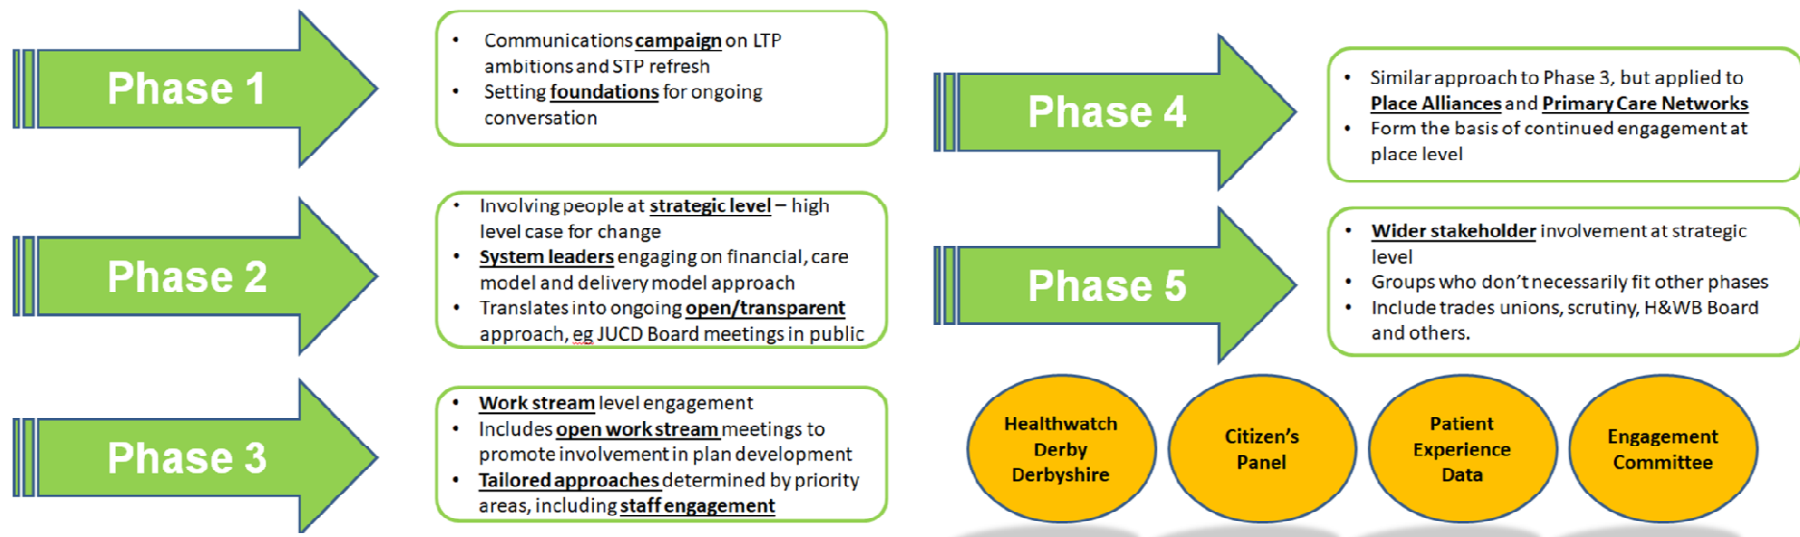 Phase 1
• Communications campaign on LTP
ambitions and STP refresh
• Setting foundations for ongoing
conversation
Phase 2
• Involving people at strategic level – high
level case for change
• System leaders engaging on financial, care
model and delivery model approach
• Translates into ongoing open/transparent
approach, eg JUCD Board meetings in public
Phase 3
• Work stream level engagement
• Includes open work stream meetings to
promote involvement in plan development
• Tailored approaches determined by priority
areas, including staff engagement
Phase 4
• Similar approach to Phase 3, but applied to
Place Alliances and Primary Care Networks
• Form the basis of continued engagement at
place level
Phase 5
• Wider stakeholder involvement at strategic
level
• Groups who don’t necessarily fit other phases
• Include trades unions, scrutiny, H&WB Board
and others.
Healthwatch
Derby
Derbyshire
Citizen’s
Panel
Patient
Experience
Data
Engagement
Committee